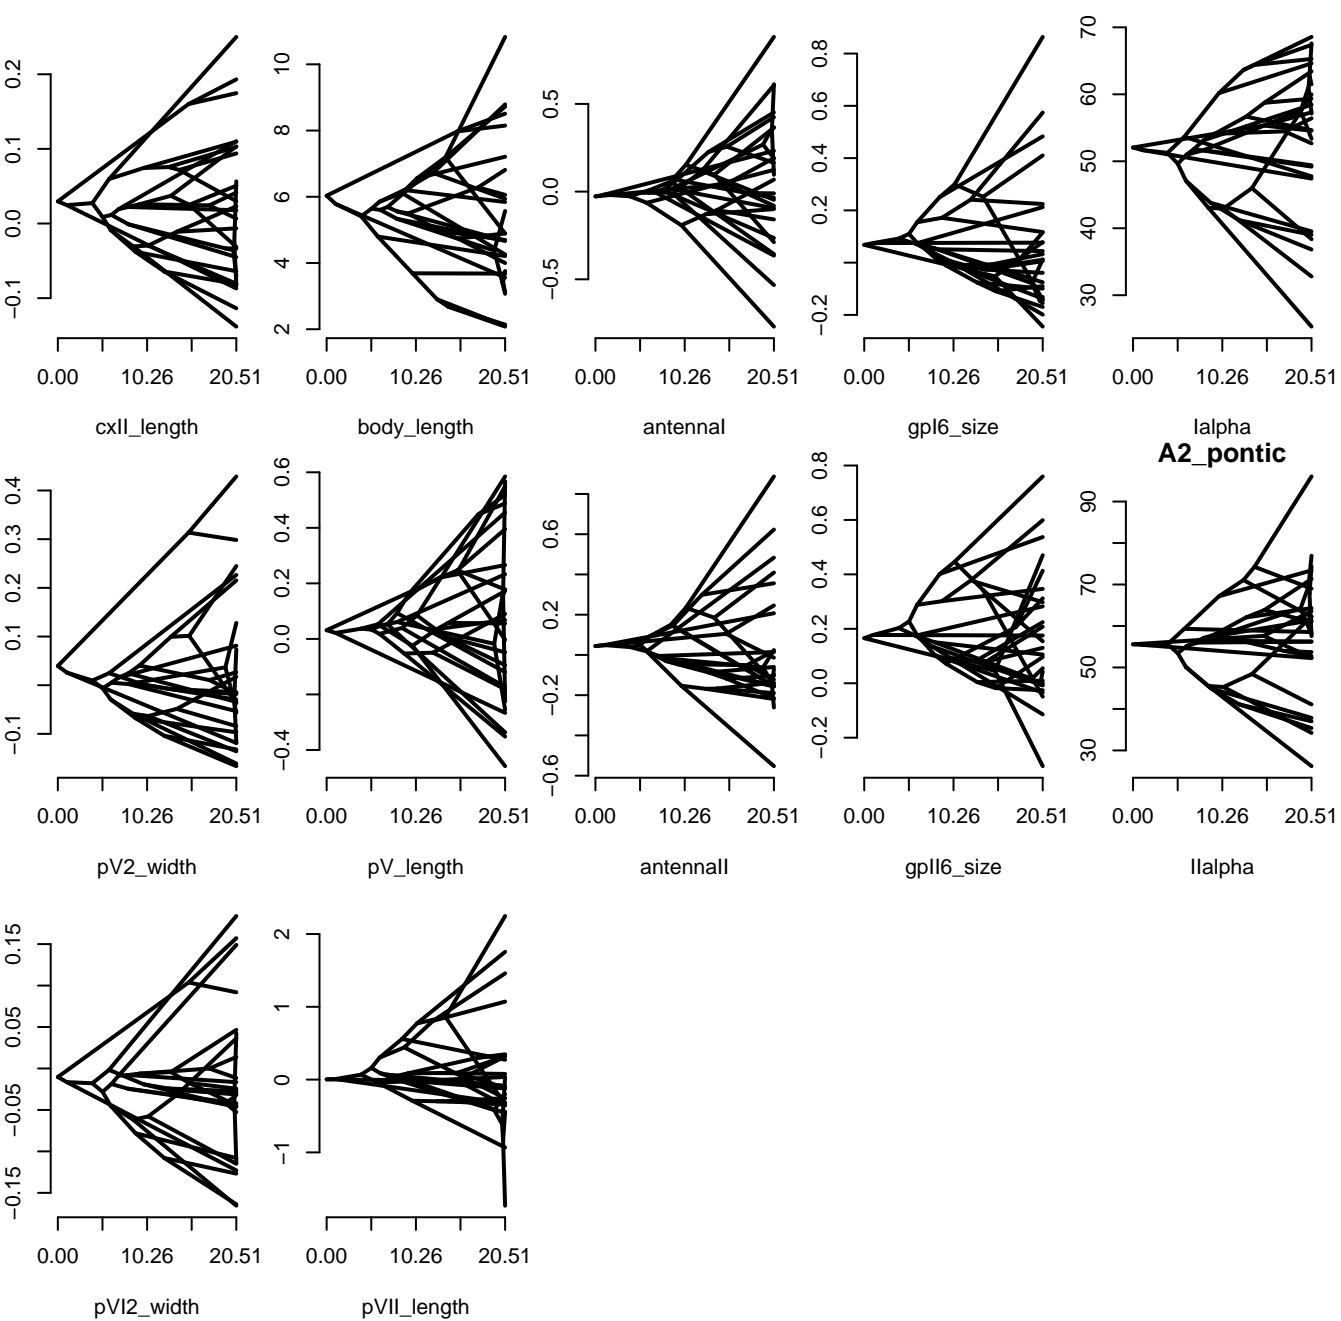 0.2
0.1
0.0
−0.1
0.00 10.26 20.51
cxII_length
10
8
6
4
2
0.00 10.26 20.51
body_length
0.5
0.0
−0.5
0.00 10.26 20.51
antennaI
0.8
0.6
0.4
0.2
−0.2
0.00 10.26 20.51
gpI6_size
70
60
50
40
30
0.00 10.26 20.51
Ialpha
0.4
0.3
0.2
0.1
−0.1
0.00 10.26 20.51
pV2_width
0.6
0.4
0.2
0.0
−0.4
0.00 10.26 20.51
pV_length
0.6
0.2
−0.2
−0.6
0.00 10.26 20.51
antennaII
0.8
0.6
0.4
0.2
0.0
−0.2
0.00 10.26 20.51
gpII6_size
A2_pontic
90
70
50
30
0.00 10.26 20.51
IIalpha
0.15
0.05
−0.05
−0.15
0.00 10.26 20.51
pVI2_width
2
1
0
−1
0.00 10.26 20.51
pVII_length